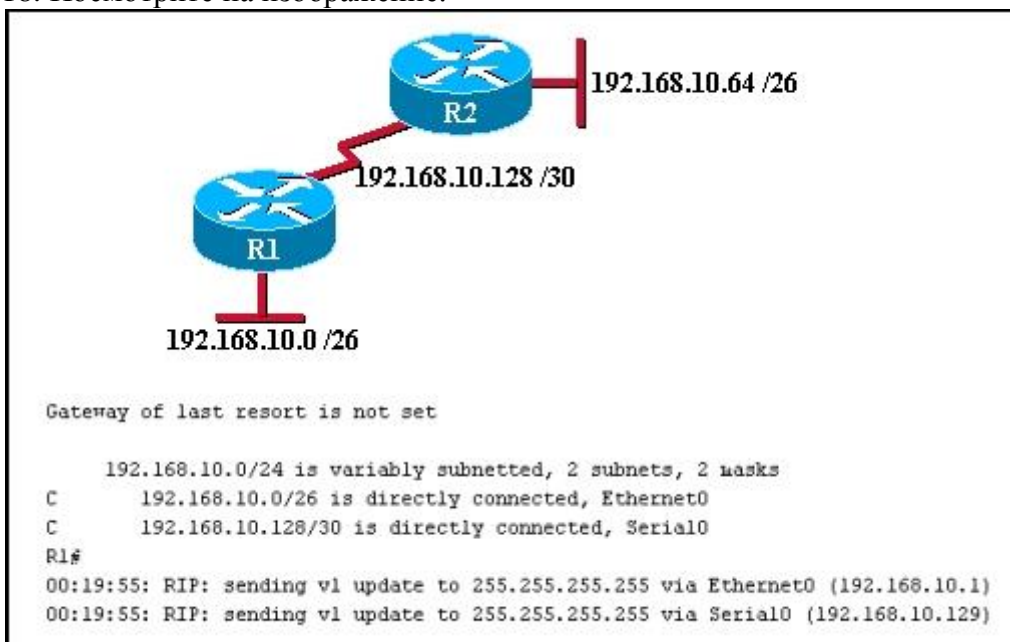 192.168.10.64 /26
R2
192.168.10.128 /30
R1
192.168.10.0 /26
Gateway of last resort is not set
192.168.10.0/24 is variably subnetted, 2 subnets, 2 masks
C 192.168.10.0/26 is directly connected, Ethernet0
C 192.168.10.128/30 is directly connected, Serial0
R1#
00:19:55: RIP: sending v1 update to 255.255.255.255 via Ethernet0 (192.168.10.1)
00:19:55: RIP: sending v1 update to 255.255.255.255 via Serial0 (192.168.10.129)